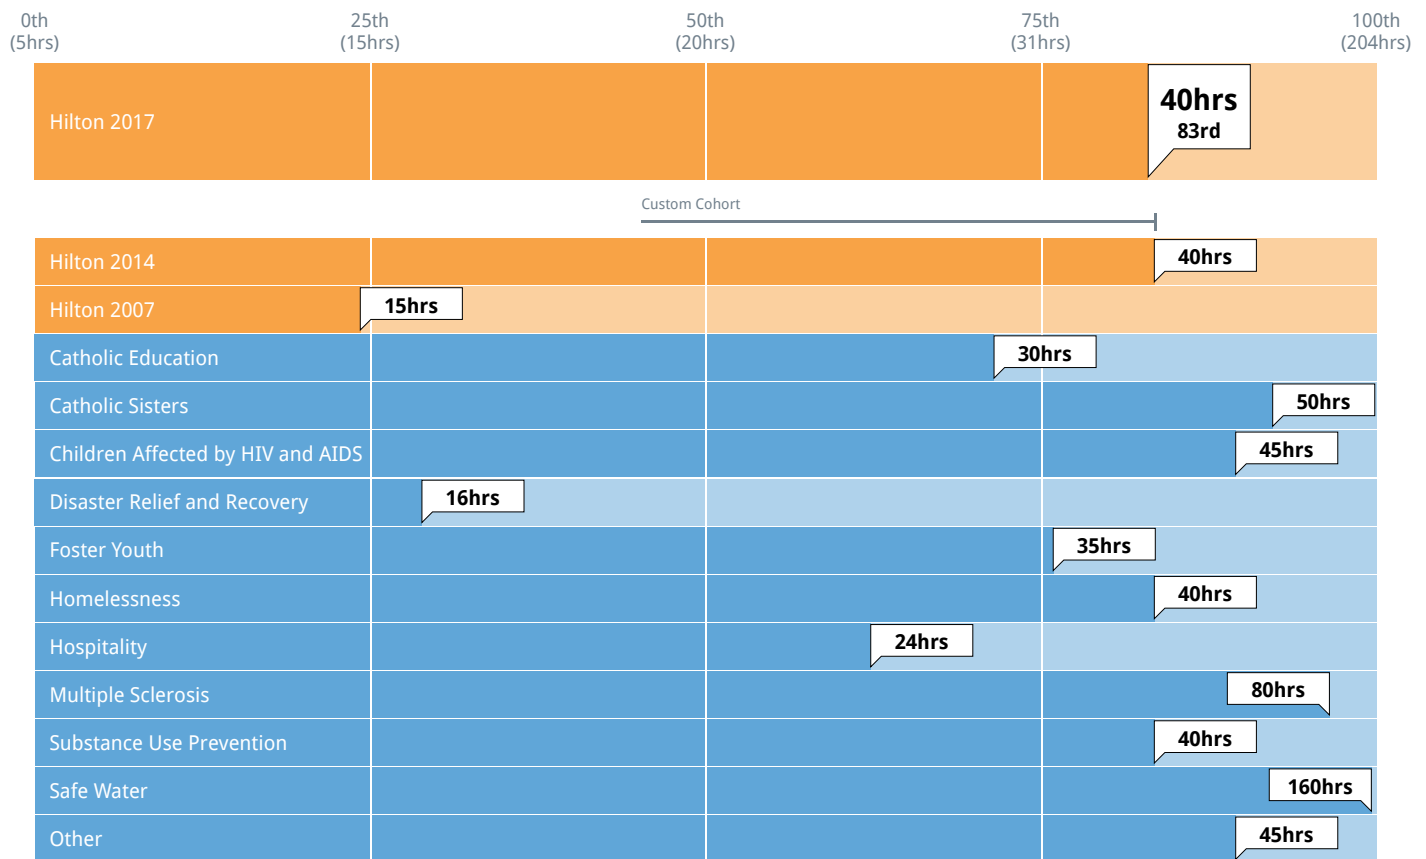 0th 25th 50th 75th 100th
(5hrs) (15hrs) (20hrs) (31hrs) (204hrs)
Hilton 2017 40hrs
83rd
Custom Cohort
Hilton 2014 40hrs
Hilton 2007 15hrs
Catholic Education 30hrs
Catholic Sisters 50hrs
Children Affected by HIV and AIDS 45hrs
Disaster Relief and Recovery 16hrs
Foster Youth 35hrs
Homelessness 40hrs
Hospitality 24hrs
Multiple Sclerosis 80hrs
Substance Use Prevention 40hrs
Safe Water 160hrs
Other 45hrs